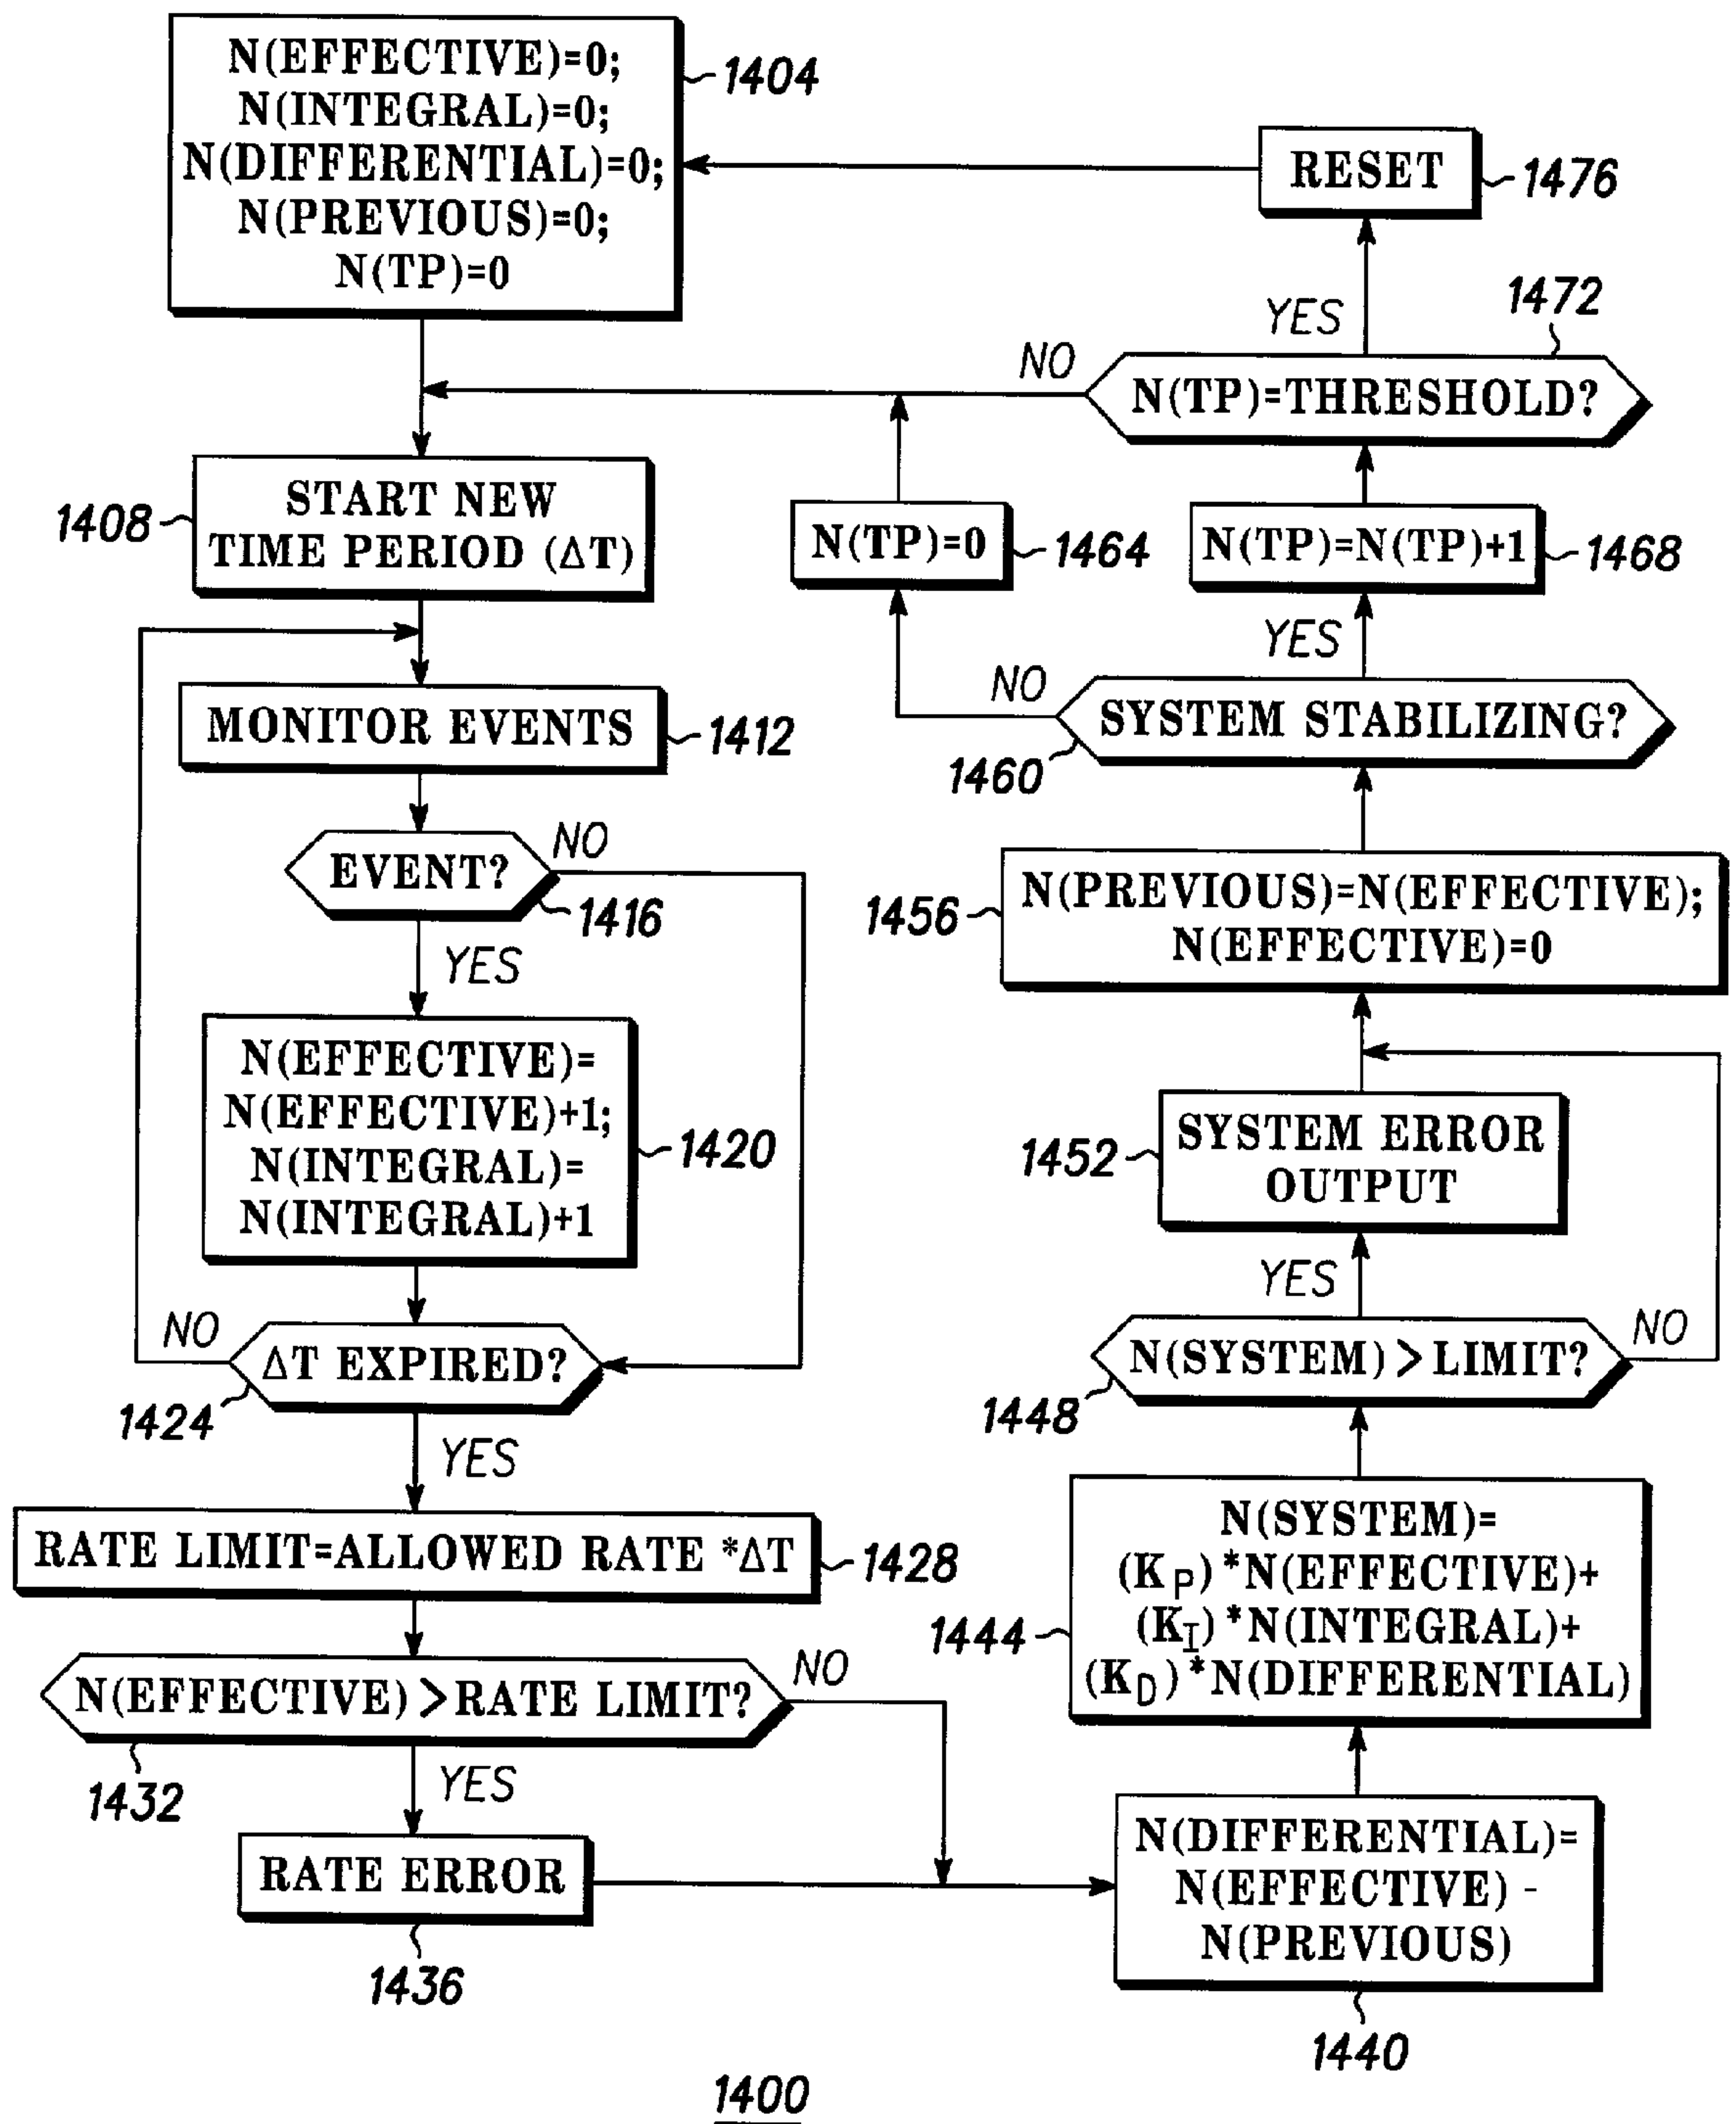 N(EFFECTIVE)=0;
N(INTEGRAL)=0;
N(DIFFERENTIAL)=0;
N(PREVIOUS)=0;
N(TP)=0
1404
RESET
1476
1472
YES
NO
N(TP)=THRESHOLD?
START NEW
TIME PERIOD (ΔT)
1408
N(TP)=0
1464
N(TP)=N(TP)+1
1468
YES
NO
SYSTEM STABILIZING?
1460
MONITOR EVENTS
1412
EVENT?
NO
1416
YES
N(PREVIOUS)=N(EFFECTIVE);
N(EFFECTIVE)=0
1456
N(EFFECTIVE)=
N(EFFECTIVE)+1;
N(INTEGRAL)=
N(INTEGRAL)+1
1420
SYSTEM ERROR
OUTPUT
1452
YES
NO
ΔT EXPIRED?
1424
YES
N(SYSTEM)>LIMIT?
NO
1448
RATE LIMIT=ALLOWED RATE *ΔT
1428
N(SYSTEM)=
(KP)*N(EFFECTIVE)+
(KI)*N(INTEGRAL)+
(KD)*N(DIFFERENTIAL)
1444
N(EFFECTIVE)>RATE LIMIT?
NO
1432
YES
RATE ERROR
1436
N(DIFFERENTIAL)=
N(EFFECTIVE) -
N(PREVIOUS)
1440
1400